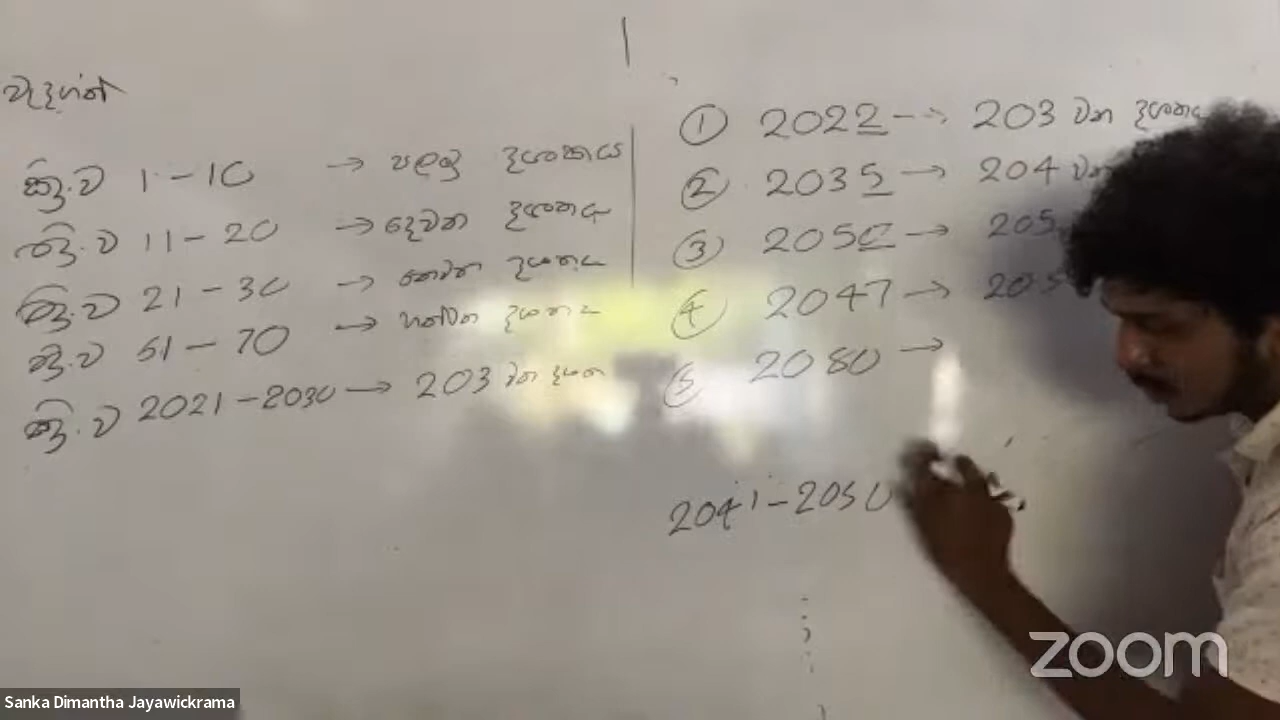 වැදගත්
ක්‍රි.ව 1 - 10 → පළමු දශකය
ක්‍රි.ව 11 - 20 → දෙවන දශකය
ක්‍රි.ව 21 - 30 → තෙවන දශකය
ක්‍රි.ව 61 - 70 → හත්වන දශකය
ක්‍රි.ව 2021 - 2030 → 203 වන දශක
① 2022 --> 203 වන දශකය
② 2035 → 204 වන
③ 2050 → 205
④ 2047 → 205
⑤ 2080 →
2041 - 2050
zoom
Sanka Dimantha Jayawickrama